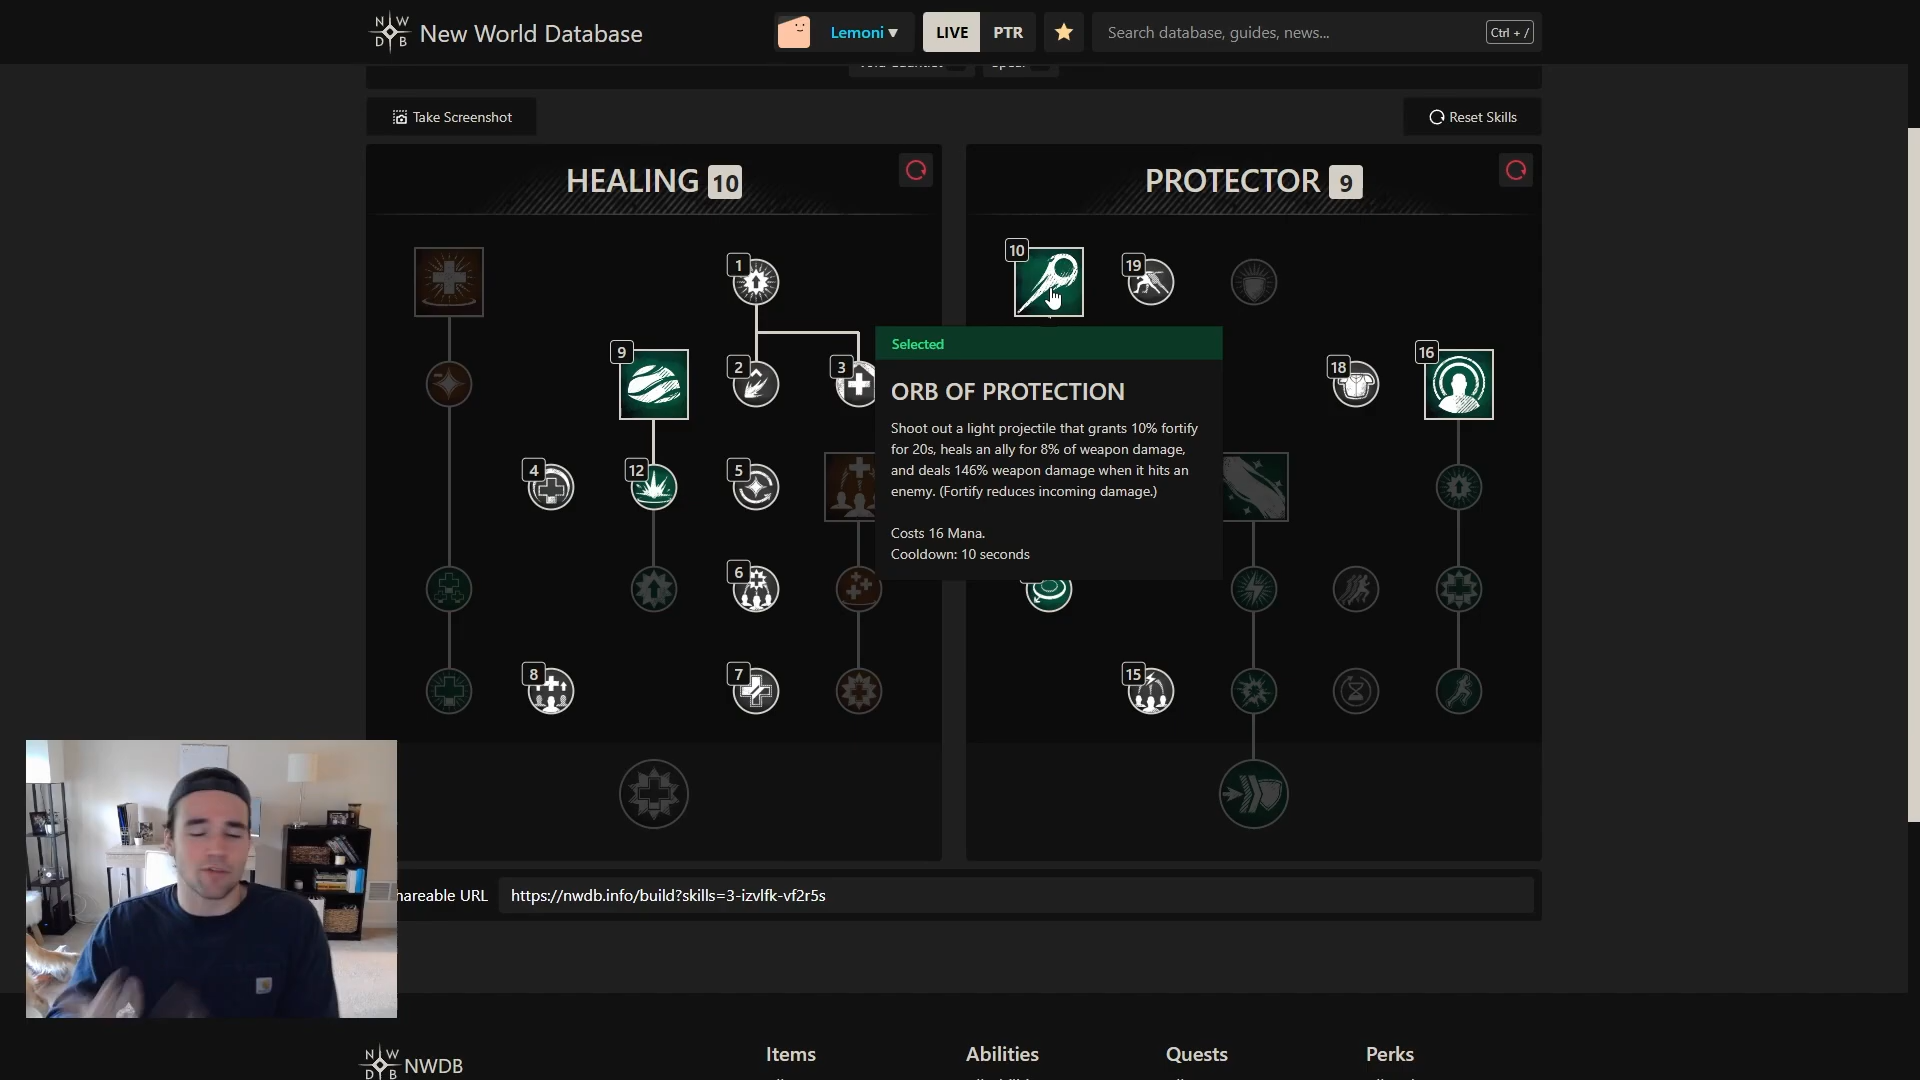 New World Database
Lemoni ▼
LIVE
PTR
Search database, guides, news...
Ctrl + /
Take Screenshot
Reset Skills
HEALING 10
PROTECTOR 9
10
19
1
9
2
3
18
16
Selected
ORB OF PROTECTION
Shoot out a light projectile that grants 10% fortify
for 20s, heals an ally for 8% of weapon damage,
and deals 146% weapon damage when it hits an
enemy. (Fortify reduces incoming damage.)
Costs 16 Mana.
Cooldown: 10 seconds
4
12
5
6
8
7
15
hareable URL
https://nwdb.info/build?skills=3-izvlfk-vf2r5s
NWDB
Items
Abilities
Quests
Perks